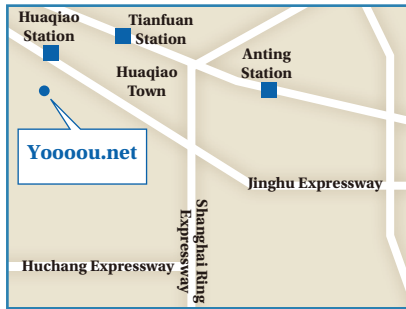 Huaqiao
Station
Tianfuan
Station
Anting
Station
Huaqiao
Town
Yoooou.net
Jinghu Expressway
Shanghai Ring
Expressway
Huchang Expressway